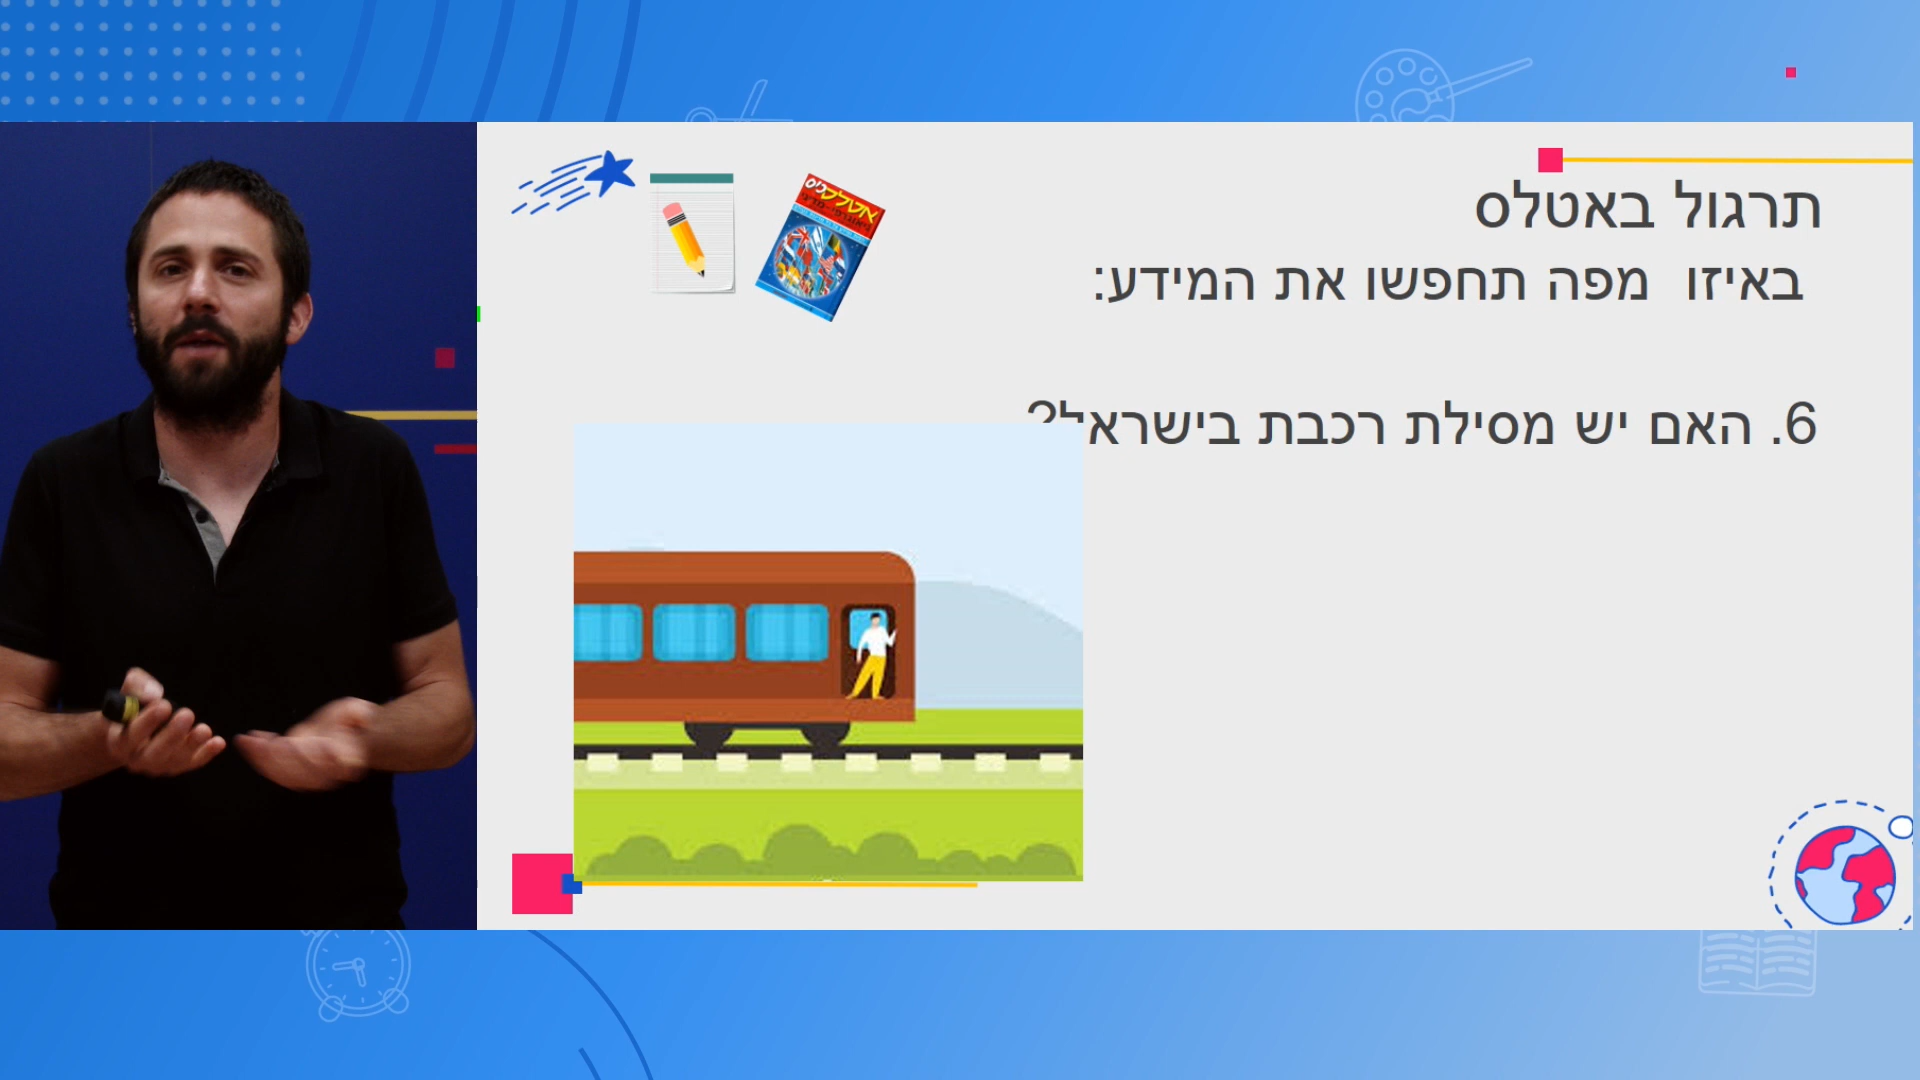 תרגול באטלס
באיזו מפה תחפשו את המידע:
6. האם יש מסילת רכבת בישראל?